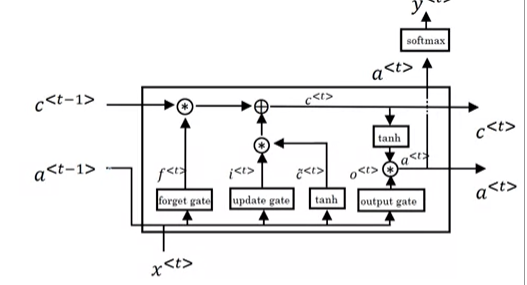 y<t>
softmax
a<t>
c<t-1>
c<t>
c<t>
tanh
a<t-1>
f<t>
i<t>
c̃<t>
o<t>
a<t>
a<t>
forget gate
update gate
tanh
output gate
x<t>